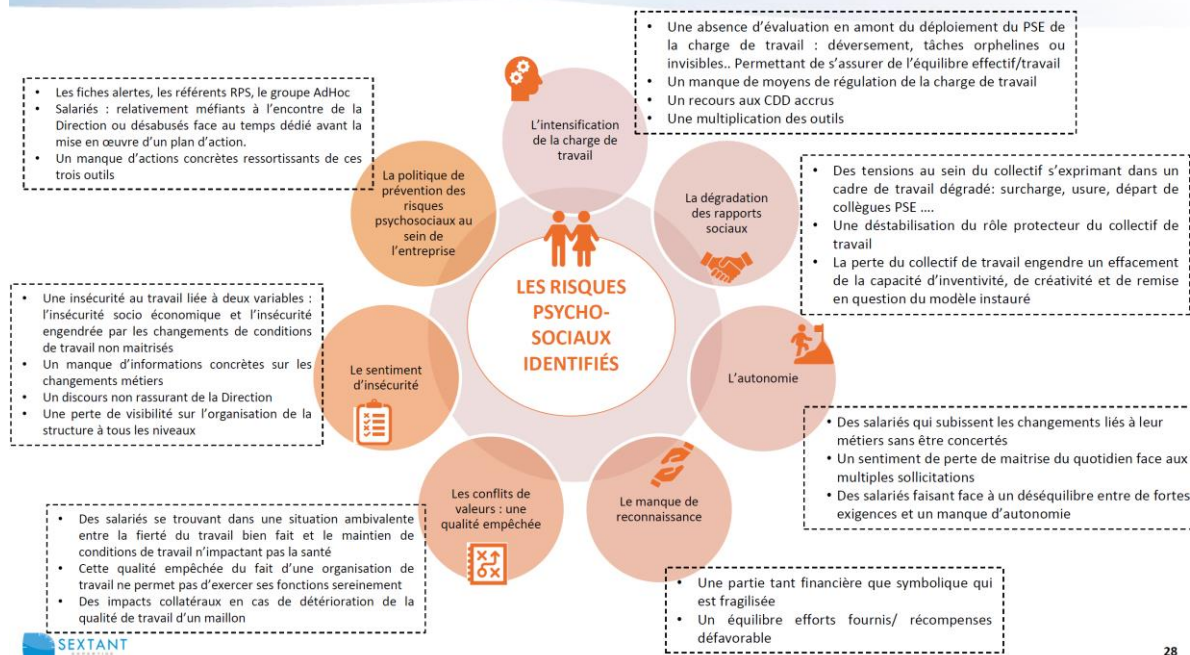 • Une absence d'évaluation en amont du déploiement du PSE de
la charge de travail : déversement, tâches orphelines ou
invisibles.. Permettant de s'assurer de l'équilibre effectif/travail
• Un manque de moyens de régulation de la charge de travail
• Un recours aux CDD accrus
• Une multiplication des outils
L'intensification
de la charge de
travail
• Les fiches alertes, les référents RPS, le groupe AdHoc
• Salariés : relativement méfiants à l'encontre de la
Direction ou désabusés face au temps dédié avant la
mise en œuvre d'un plan d'action.
• Un manque d'actions concrètes ressortissants de ces
trois outils
La politique de
prévention des
risques
psychosociaux au
sein de
l'entreprise
La dégradation
des rapports
sociaux
• Des tensions au sein du collectif s'exprimant dans un
cadre de travail dégradé: surcharge, usure, départ de
collègues PSE ....
• Une déstabilisation du rôle protecteur du collectif de
travail
• La perte du collectif de travail engendre un effacement
de la capacité d'inventivité, de créativité et de remise
en question du modèle instauré
LES RISQUES
PSYCHO-
SOCIAUX
IDENTIFIÉS
• Une insécurité au travail liée à deux variables :
l'insécurité socio économique et l'insécurité
engendrée par les changements de conditions
de travail non maitrisés
• Un manque d'informations concrètes sur les
changements métiers
• Un discours non rassurant de la Direction
• Une perte de visibilité sur l'organisation de la
structure à tous les niveaux
Le sentiment
d'insécurité
L'autonomie
• Des salariés qui subissent les changements liés à leur
métiers sans être concertés
• Un sentiment de perte de maitrise du quotidien face aux
multiples sollicitations
• Des salariés faisant face à un déséquilibre entre de fortes
exigences et un manque d'autonomie
Les conflits de
valeurs : une
qualité empêchée
Le manque de
reconnaissance
• Des salariés se trouvant dans une situation ambivalente
entre la fierté du travail bien fait et le maintien de
conditions de travail n'impactant pas la santé
• Cette qualité empêchée du fait d'une organisation de
travail ne permet pas d'exercer ses fonctions sereinement
• Des impacts collatéraux en cas de détérioration de la
qualité de travail d'un maillon
• Une partie tant financière que symbolique qui
est fragilisée
• Un équilibre efforts fournis/ récompenses
défavorable
SEXTANT
EXPERTISE
28